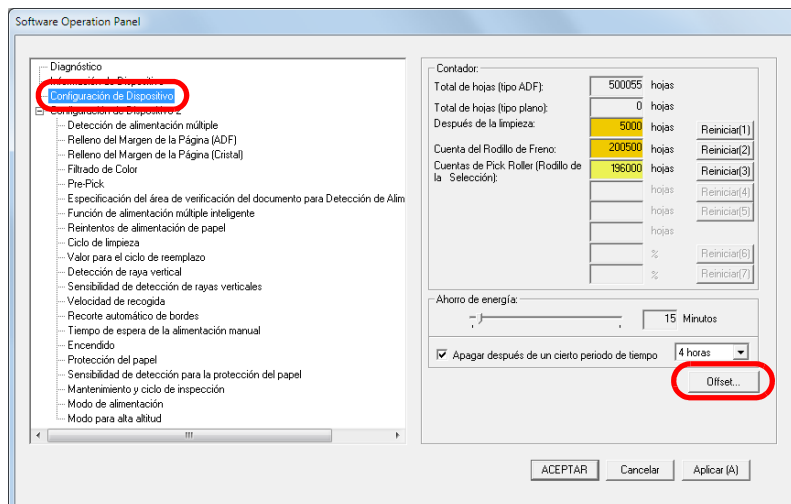 Software Operation Panel
Diagnóstico
Información de Dispositivo
Configuración de Dispositivo
Configuración de Dispositivo 2
Detección de alimentación múltiple
Relleno del Margen de la Página (ADF)
Relleno del Margen de la Página (Cristal)
Filtrado de Color
Pre-Pick
Especificación del área de verificación del documento para Detección de Alim
Función de alimentación múltiple inteligente
Reintentos de alimentación de papel
Ciclo de limpieza
Valor para el ciclo de reemplazo
Detección de raya vertical
Sensibilidad de detección de rayas verticales
Velocidad de recogida
Recorte automático de bordes
Tiempo de espera de la alimentación manual
Encendido
Protección del papel
Sensibilidad de detección para la protección del papel
Mantenimiento y ciclo de inspección
Modo de alimentación
Modo para alta altitud
Contador:
Total de hojas (tipo ADF): 500055 hojas
Total de hojas (tipo plano): 0 hojas
Después de la limpieza: 5000 hojas Reiniciar(1)
Cuenta del Rodillo de Freno: 200500 hojas Reiniciar(2)
Cuentas de Pick Roller (Rodillo de 196000 hojas Reiniciar(3)
la Selección):
hojas Reiniciar(4)
hojas Reiniciar(5)
hojas
% Reiniciar(6)
% Reiniciar(7)
Ahorro de energía:
15 Minutos
Apagar después de un cierto periodo de tiempo 4 horas
Offset...
ACEPTAR Cancelar Aplicar (A)